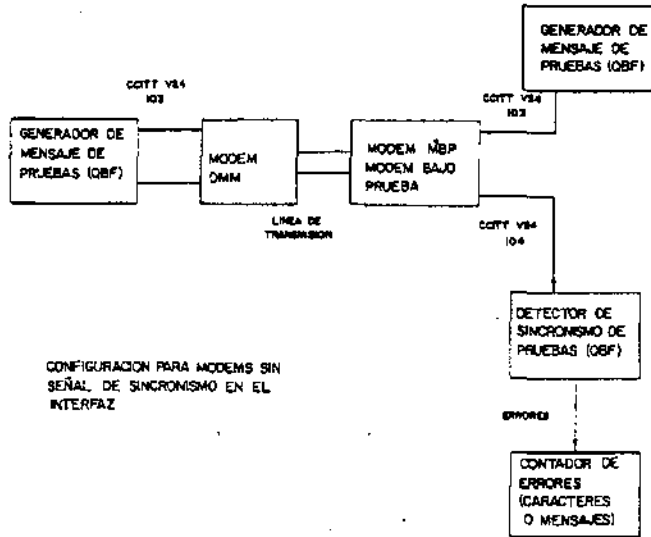 GENERADOR DE
MENSAJE DE
PRUEBAS (QBF)
CCITT V24
103
CCITT V24
103
GENERADOR DE
MENSAJE DE
PRUEBAS (QBF)
MODEM
DMM
MODEM MBP
MODEM BAJO
PRUEBA
LINEA DE
TRANSMISION
CCITT V24
104
DETECTOR DE
SINCRONISMO DE
PRUEBAS (QBF)
CONFIGURACION PARA MODEMS SIN
SEÑAL DE SINCRONISMO EN EL
INTERFAZ
ERRORES
CONTADOR DE
ERRORES
(CARACTERES
O MENSAJES)